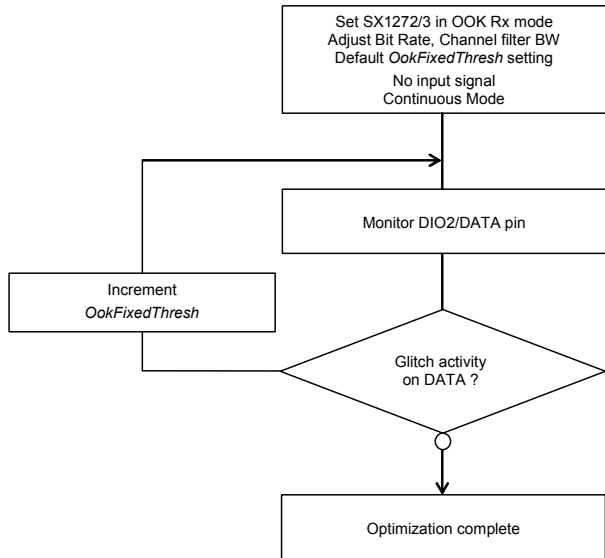 Set SX1272/3 in OOK Rx mode
Adjust Bit Rate, Channel filter BW
Default OokFixedThresh setting
No input signal
Continuous Mode
Monitor DIO2/DATA pin
Increment
OokFixedThresh
Glitch activity
on DATA ?
Optimization complete